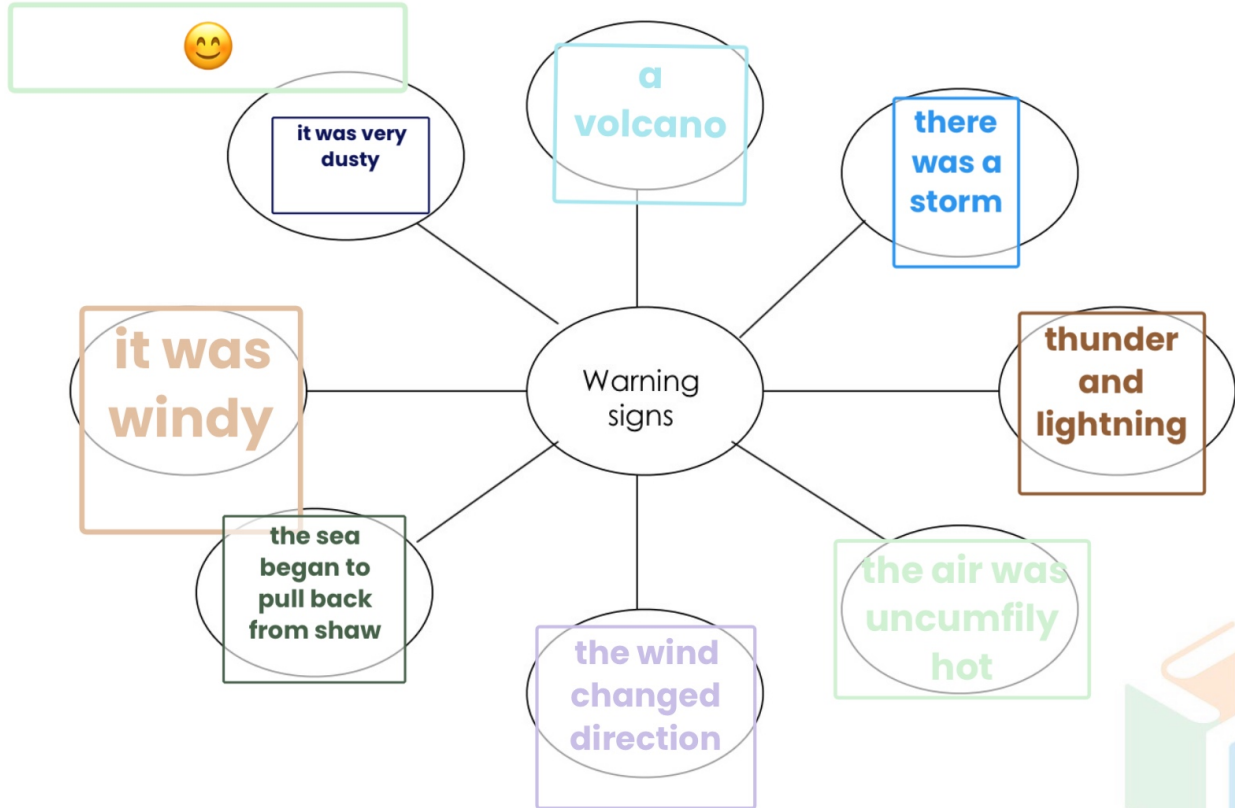 😊
it was very
dusty
a
volcano
there
was a
storm
it was
windy
Warning
signs
thunder
and
lightning
the sea
began to
pull back
from shaw
the wind
changed
direction
the air was
uncumfily
hot